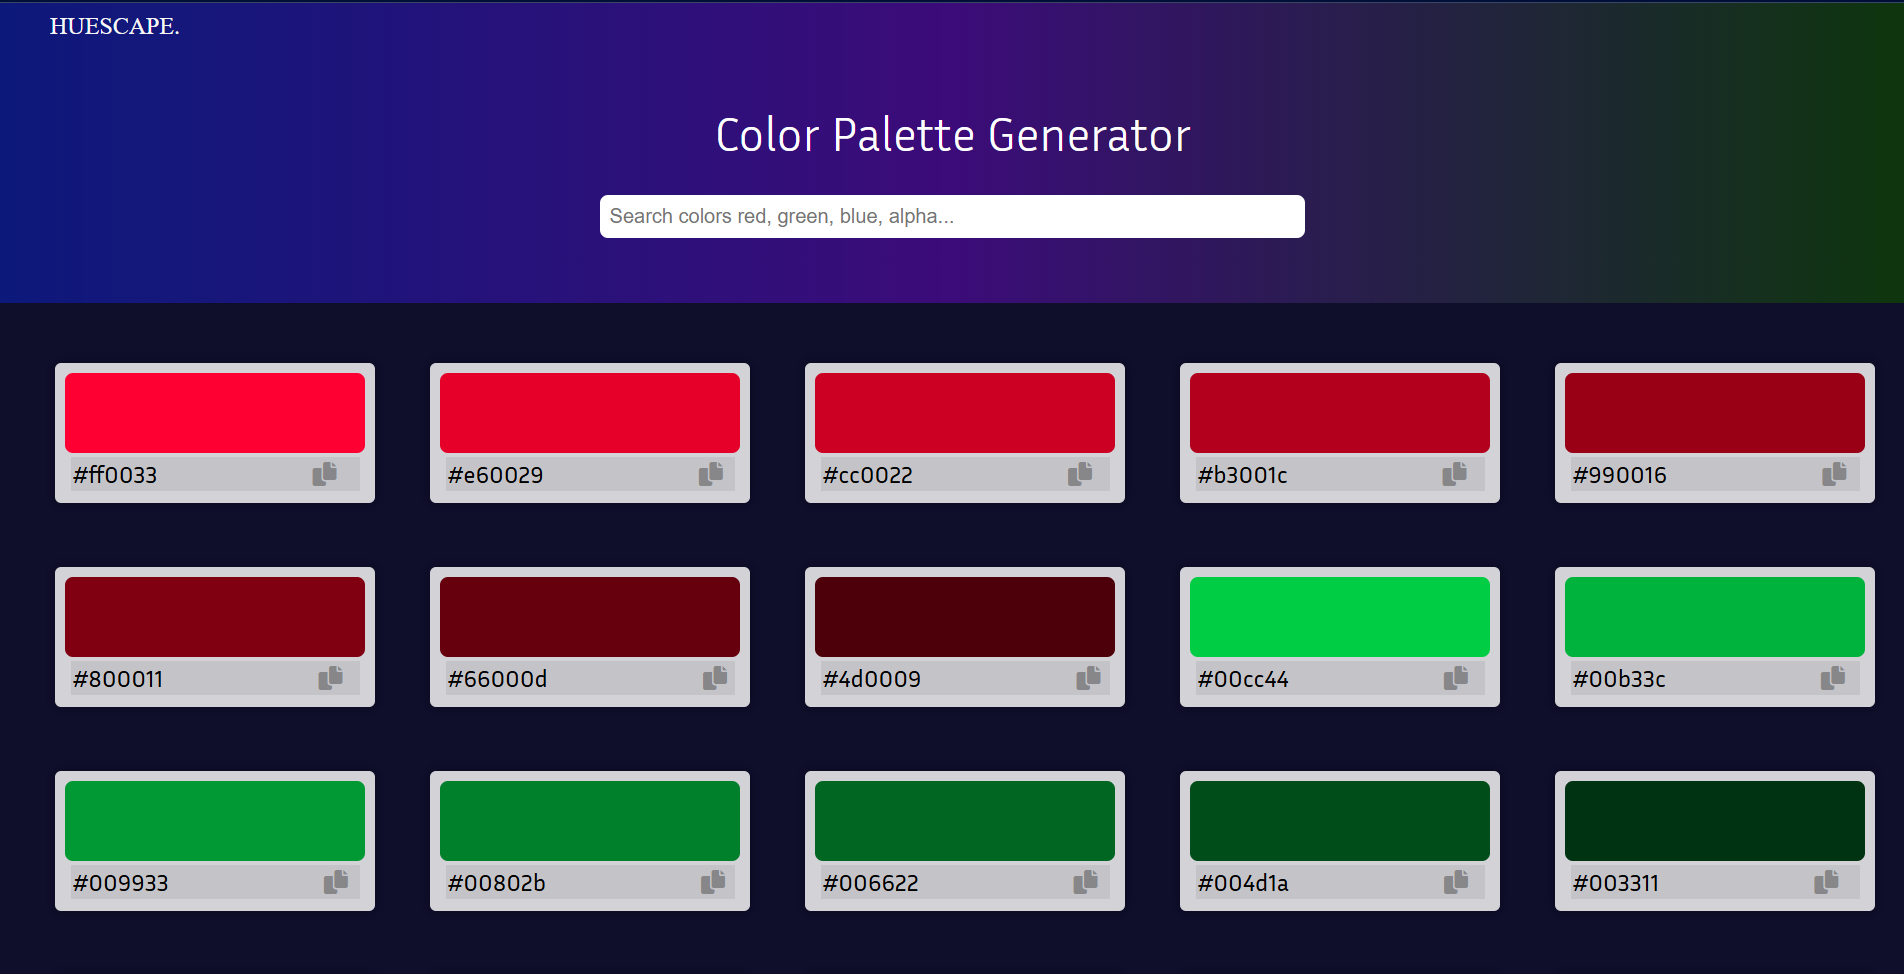 HUESCAPE.
Color Palette Generator
Search colors red, green, blue, alpha...
#ff0033 #e60029 #cc0022 #b3001c #990016
#800011 #66000d #4d0009 #00cc44 #00b33c
#009933 #00802b #006622 #004d1a #003311